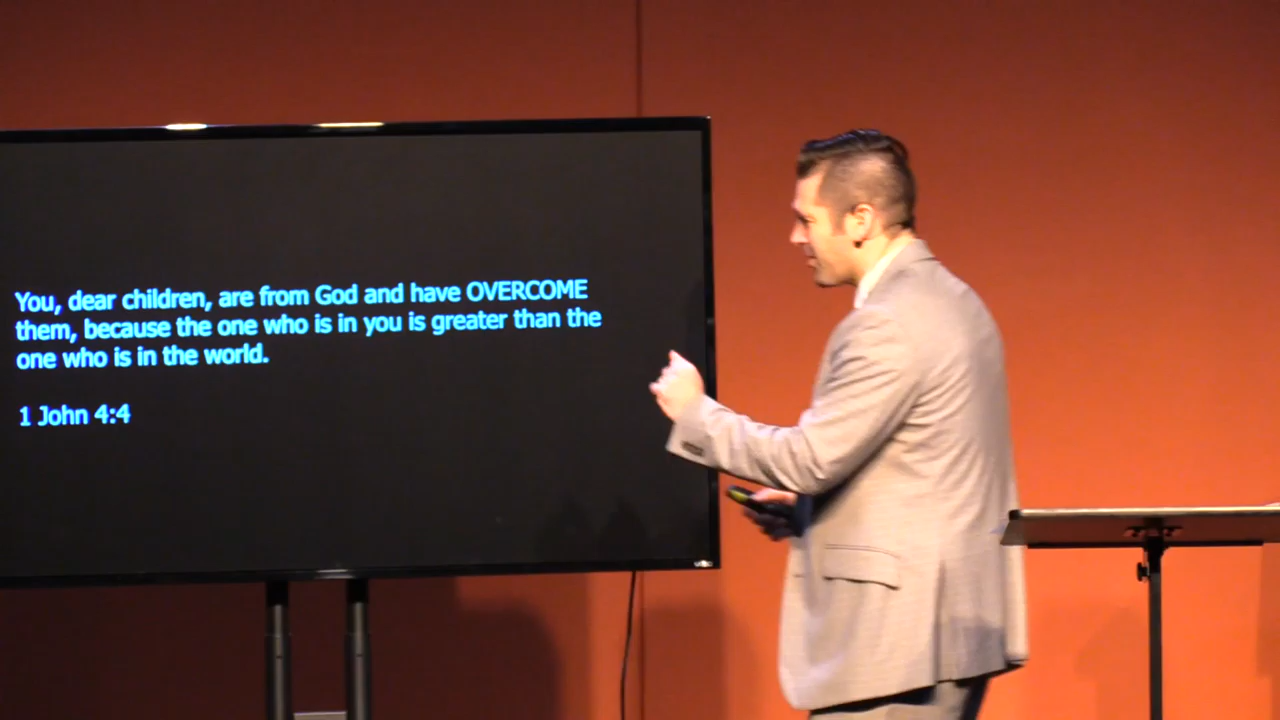 You, dear children, are from God and have OVERCOME
them, because the one who is in you is greater than the
one who is in the world.
1 John 4:4